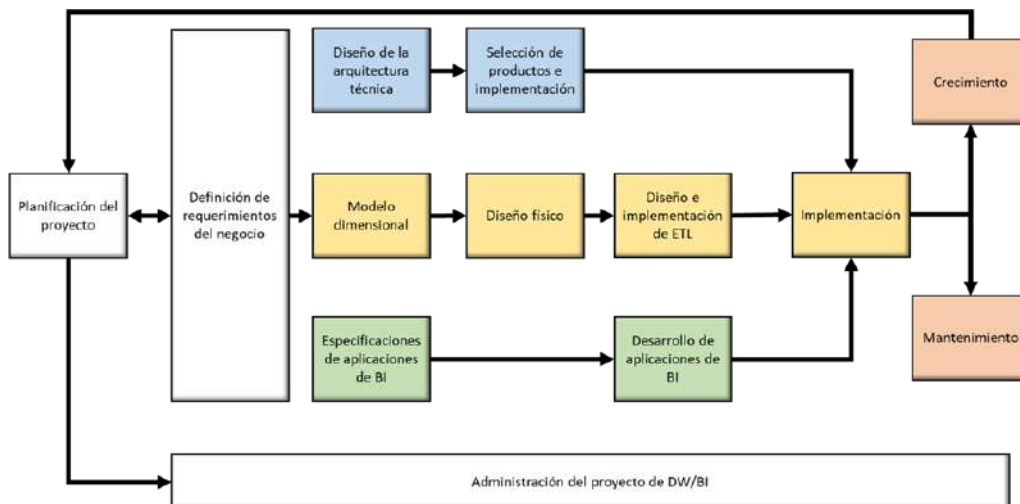 Diseño de la
arquitectura
técnica
Selección de
productos e
implementación
Crecimiento
Planificación del
proyecto
Definición de
requerimientos
del negocio
Modelo
dimensional
Diseño físico
Diseño e
implementación
de ETL
Implementación
Especificaciones
de aplicaciones
de BI
Desarrollo de
aplicaciones de
BI
Mantenimiento
Administración del proyecto de DW/BI